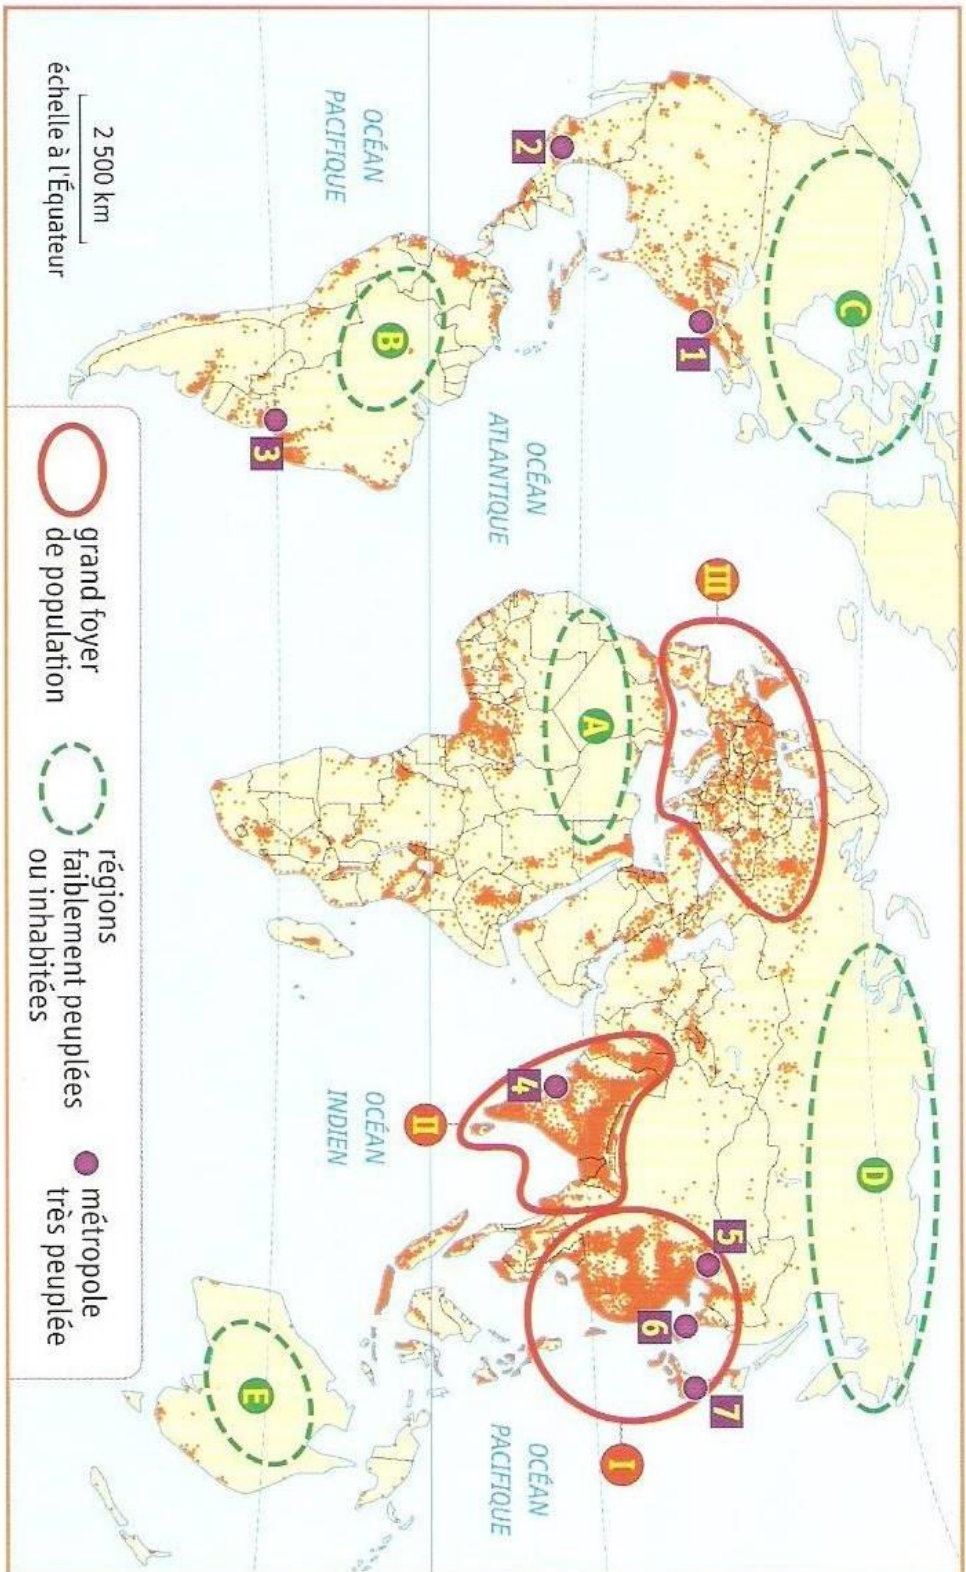 C
D
III
1
5
I
6
7
2
A
4
OCÉAN
PACIFIQUE
OCÉAN
ATLANTIQUE
II
OCÉAN
INDIEN
OCÉAN
PACIFIQUE
B
3
E
2 500 km
échelle à l'Équateur
grand foyer
de population
régions
faiblement peuplées
ou inhabitées
métropole
très peuplée